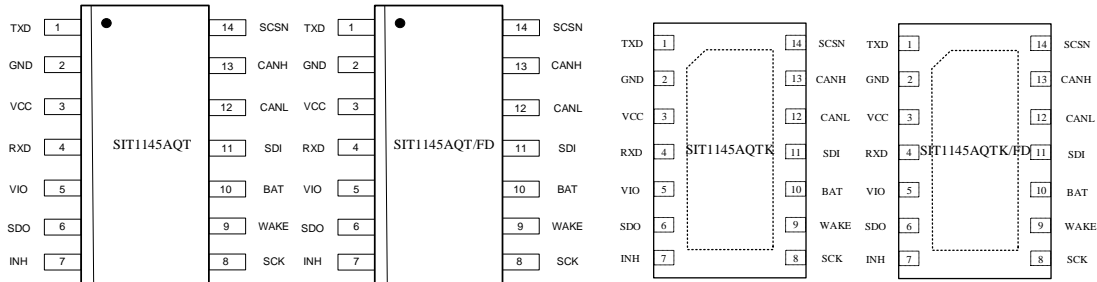 TXD 1 14 SCSN TXD 1 14 SCSN
GND 2 13 CANH GND 2 13 CANH
VCC 3 12 CANL VCC 3 12 CANL
RXD 4 SIT1145AQT 11 SDI RXD 4 SIT1145AQT/FD 11 SDI
VIO 5 10 BAT VIO 5 10 BAT
SDO 6 9 WAKE SDO 6 9 WAKE
INH 7 8 SCK INH 7 8 SCK
TXD 1 14 SCSN TXD 1 14 SCSN
GND 2 13 CANH GND 2 13 CANH
VCC 3 12 CANL VCC 3 12 CANL
RXD 4 SIT1145AQTK 11 SDI RXD 4 SIT1145AQTK/FD 11 SDI
VIO 5 10 BAT VIO 5 10 BAT
SDO 6 9 WAKE SDO 6 9 WAKE
INH 7 8 SCK INH 7 8 SCK